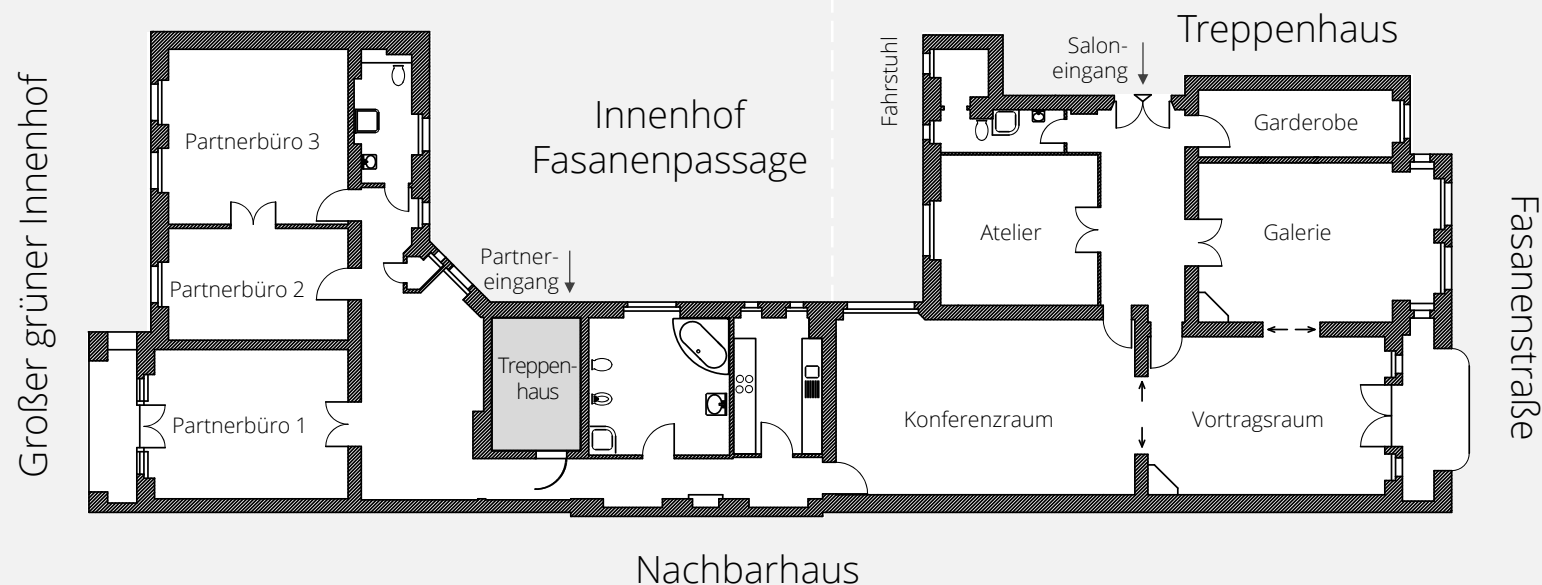 Großer grüner Innenhof
Partnerbüro 3
Partnerbüro 2
Partnerbüro 1
Innenhof
Fasanenpassage
Partner-
eingang
Treppen-
haus
Fahrstuhl
Salon-
eingang
Treppenhaus
Garderobe
Atelier
Galerie
Konferenzraum
Vortragsraum
Fasanenstraße
Nachbarhaus